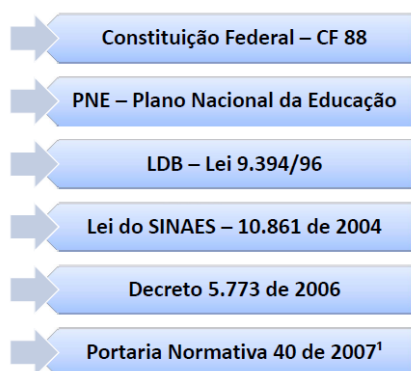 Constituição Federal – CF 88
PNE – Plano Nacional da Educação
LDB – Lei 9.394/96
Lei do SINAES – 10.861 de 2004
Decreto 5.773 de 2006
Portaria Normativa 40 de 2007¹